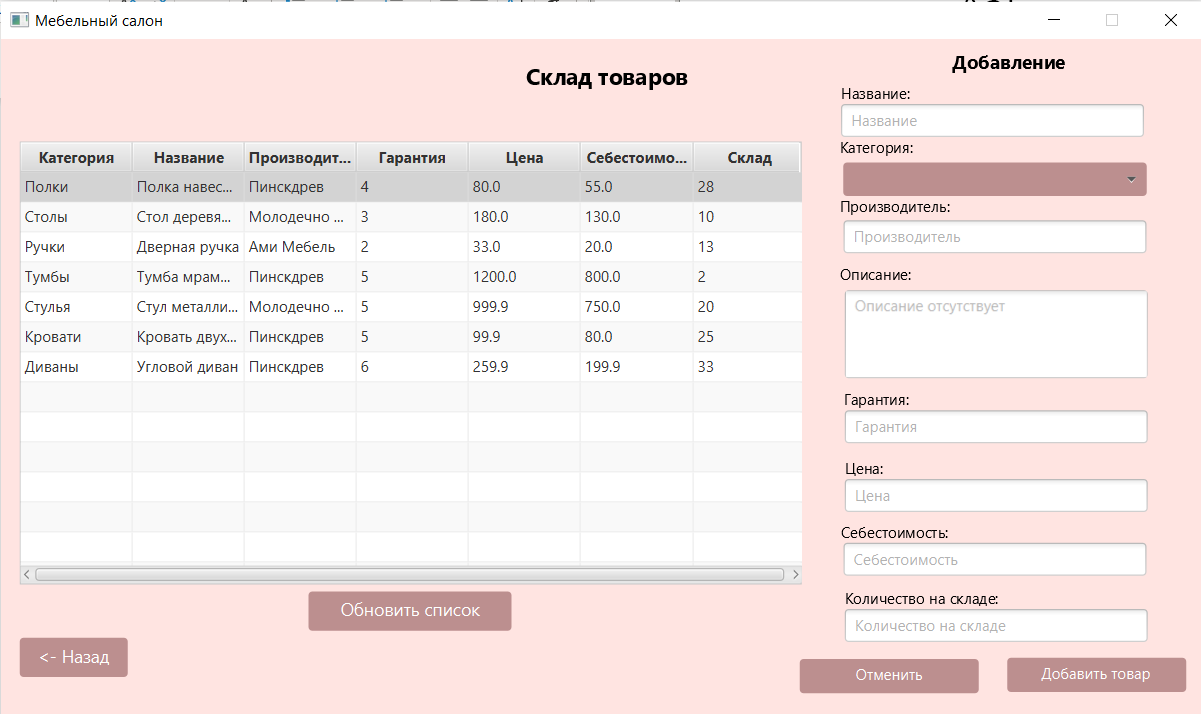 Мебельный салон
Склад товаров
Категория Название Производит... Гарантия Цена Себестоимо... Склад
Полки Полка навес... Пинскдрев 4 80.0 55.0 28
Столы Стол деревя... Молодечно ... 3 180.0 130.0 10
Ручки Дверная ручка Ами Мебель 2 33.0 20.0 13
Тумбы Тумба мрам... Пинскдрев 5 1200.0 800.0 2
Стулья Стул металли... Молодечно ... 5 999.9 750.0 20
Кровати Кровать двух... Пинскдрев 5 99.9 80.0 25
Диваны Угловой диван Пинскдрев 6 259.9 199.9 33
Обновить список
<- Назад
Добавление
Название:
Название
Категория:
Производитель:
Производитель
Описание:
Описание отсутствует
Гарантия:
Гарантия
Цена:
Цена
Себестоимость:
Себестоимость
Количество на складе:
Количество на складе
Отменить
Добавить товар